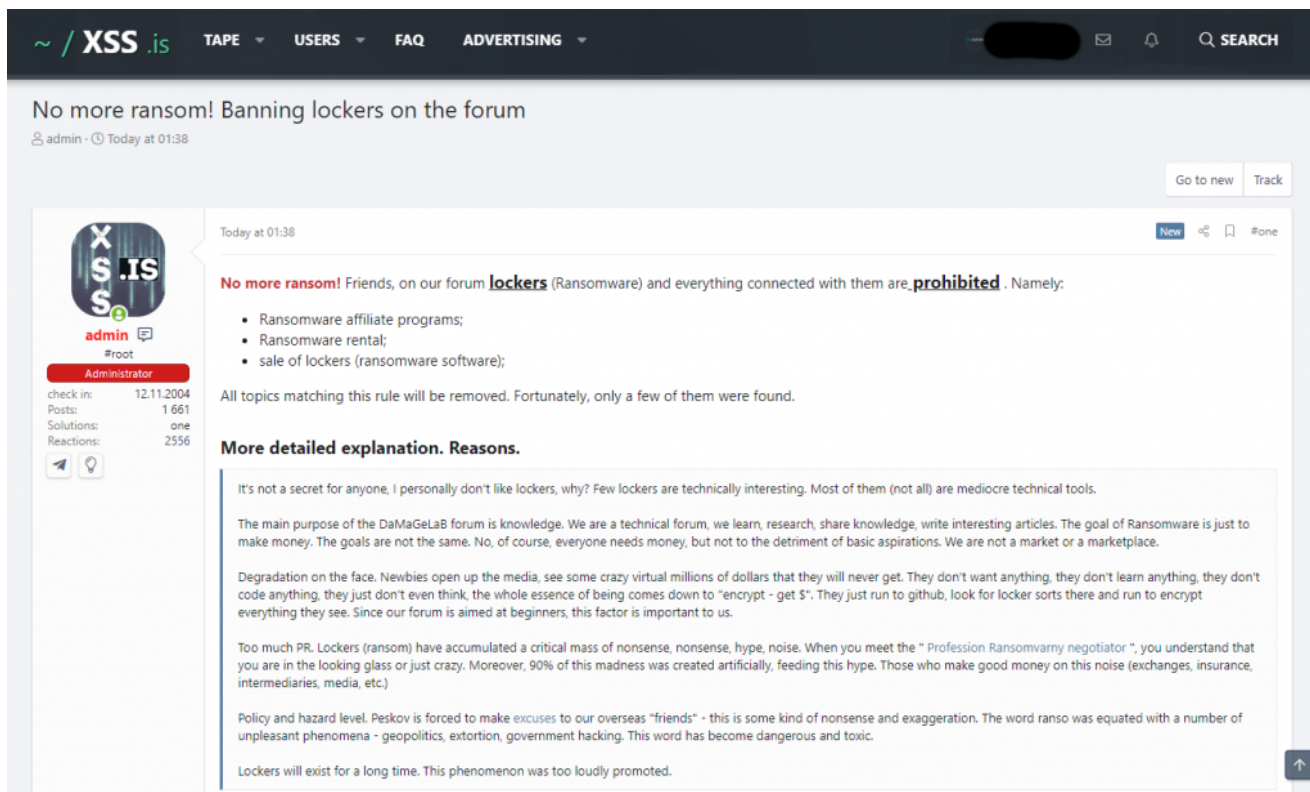 ~ / XSS .is TAPE USERS FAQ ADVERTISING SEARCH
No more ransom! Banning lockers on the forum
admin · Today at 01:38
Go to new Track
XSS .IS
admin
#root
Administrator
check in: 12.11.2004
Posts: 1 661
Solutions: one
Reactions: 2556
Today at 01:38 New #one
No more ransom! Friends, on our forum lockers (Ransomware) and everything connected with them are prohibited . Namely:
• Ransomware affiliate programs;
• Ransomware rental;
• sale of lockers (ransomware software);
All topics matching this rule will be removed. Fortunately, only a few of them were found.
More detailed explanation. Reasons.
It's not a secret for anyone, I personally don't like lockers, why? Few lockers are technically interesting. Most of them (not all) are mediocre technical tools.
The main purpose of the DaMaGeLaB forum is knowledge. We are a technical forum, we learn, research, share knowledge, write interesting articles. The goal of Ransomware is just to
make money. The goals are not the same. No, of course, everyone needs money, but not to the detriment of basic aspirations. We are not a market or a marketplace.
Degradation on the face. Newbies open up the media, see some crazy virtual millions of dollars that they will never get. They don't want anything, they don't learn anything, they don't
code anything, they just don't even think, the whole essence of being comes down to "encrypt - get $". They just run to github, look for locker sorts there and run to encrypt
everything they see. Since our forum is aimed at beginners, this factor is important to us.
Too much PR. Lockers (ransom) have accumulated a critical mass of nonsense, nonsense, hype, noise. When you meet the " Profession Ransomvarny negotiator ", you understand that
you are in the looking glass or just crazy. Moreover, 90% of this madness was created artificially, feeding this hype. Those who make good money on this noise (exchanges, insurance,
intermediaries, media, etc.)
Policy and hazard level. Peskov is forced to make excuses to our overseas "friends" - this is some kind of nonsense and exaggeration. The word ranso was equated with a number of
unpleasant phenomena - geopolitics, extortion, government hacking. This word has become dangerous and toxic.
Lockers will exist for a long time. This phenomenon was too loudly promoted.